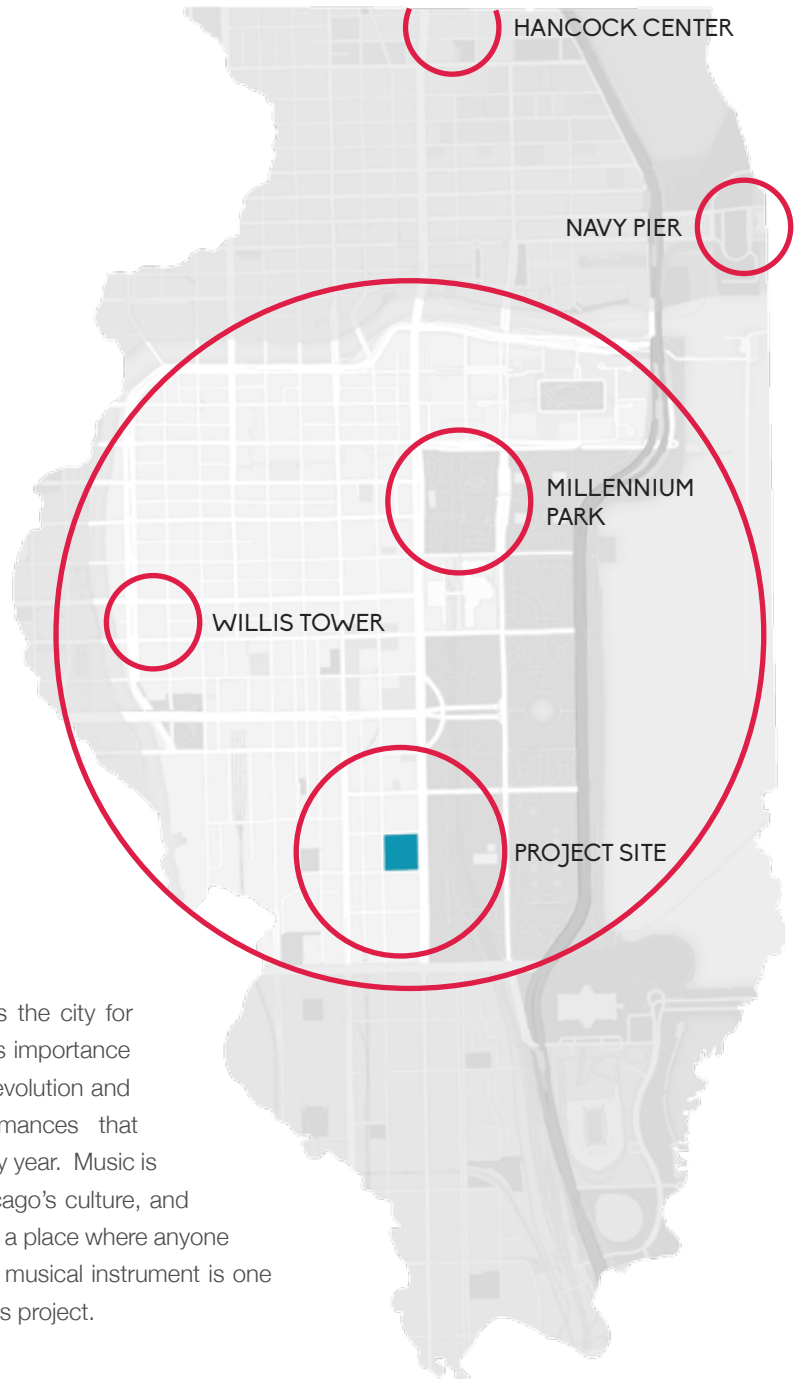 HANCOCK CENTER
NAVY PIER
MILLENNIUM
PARK
WILLIS TOWER
PROJECT SITE
s the city for
s importance
evolution and
mances that
y year. Music is
cago's culture, and
a place where anyone
musical instrument is one
s project.